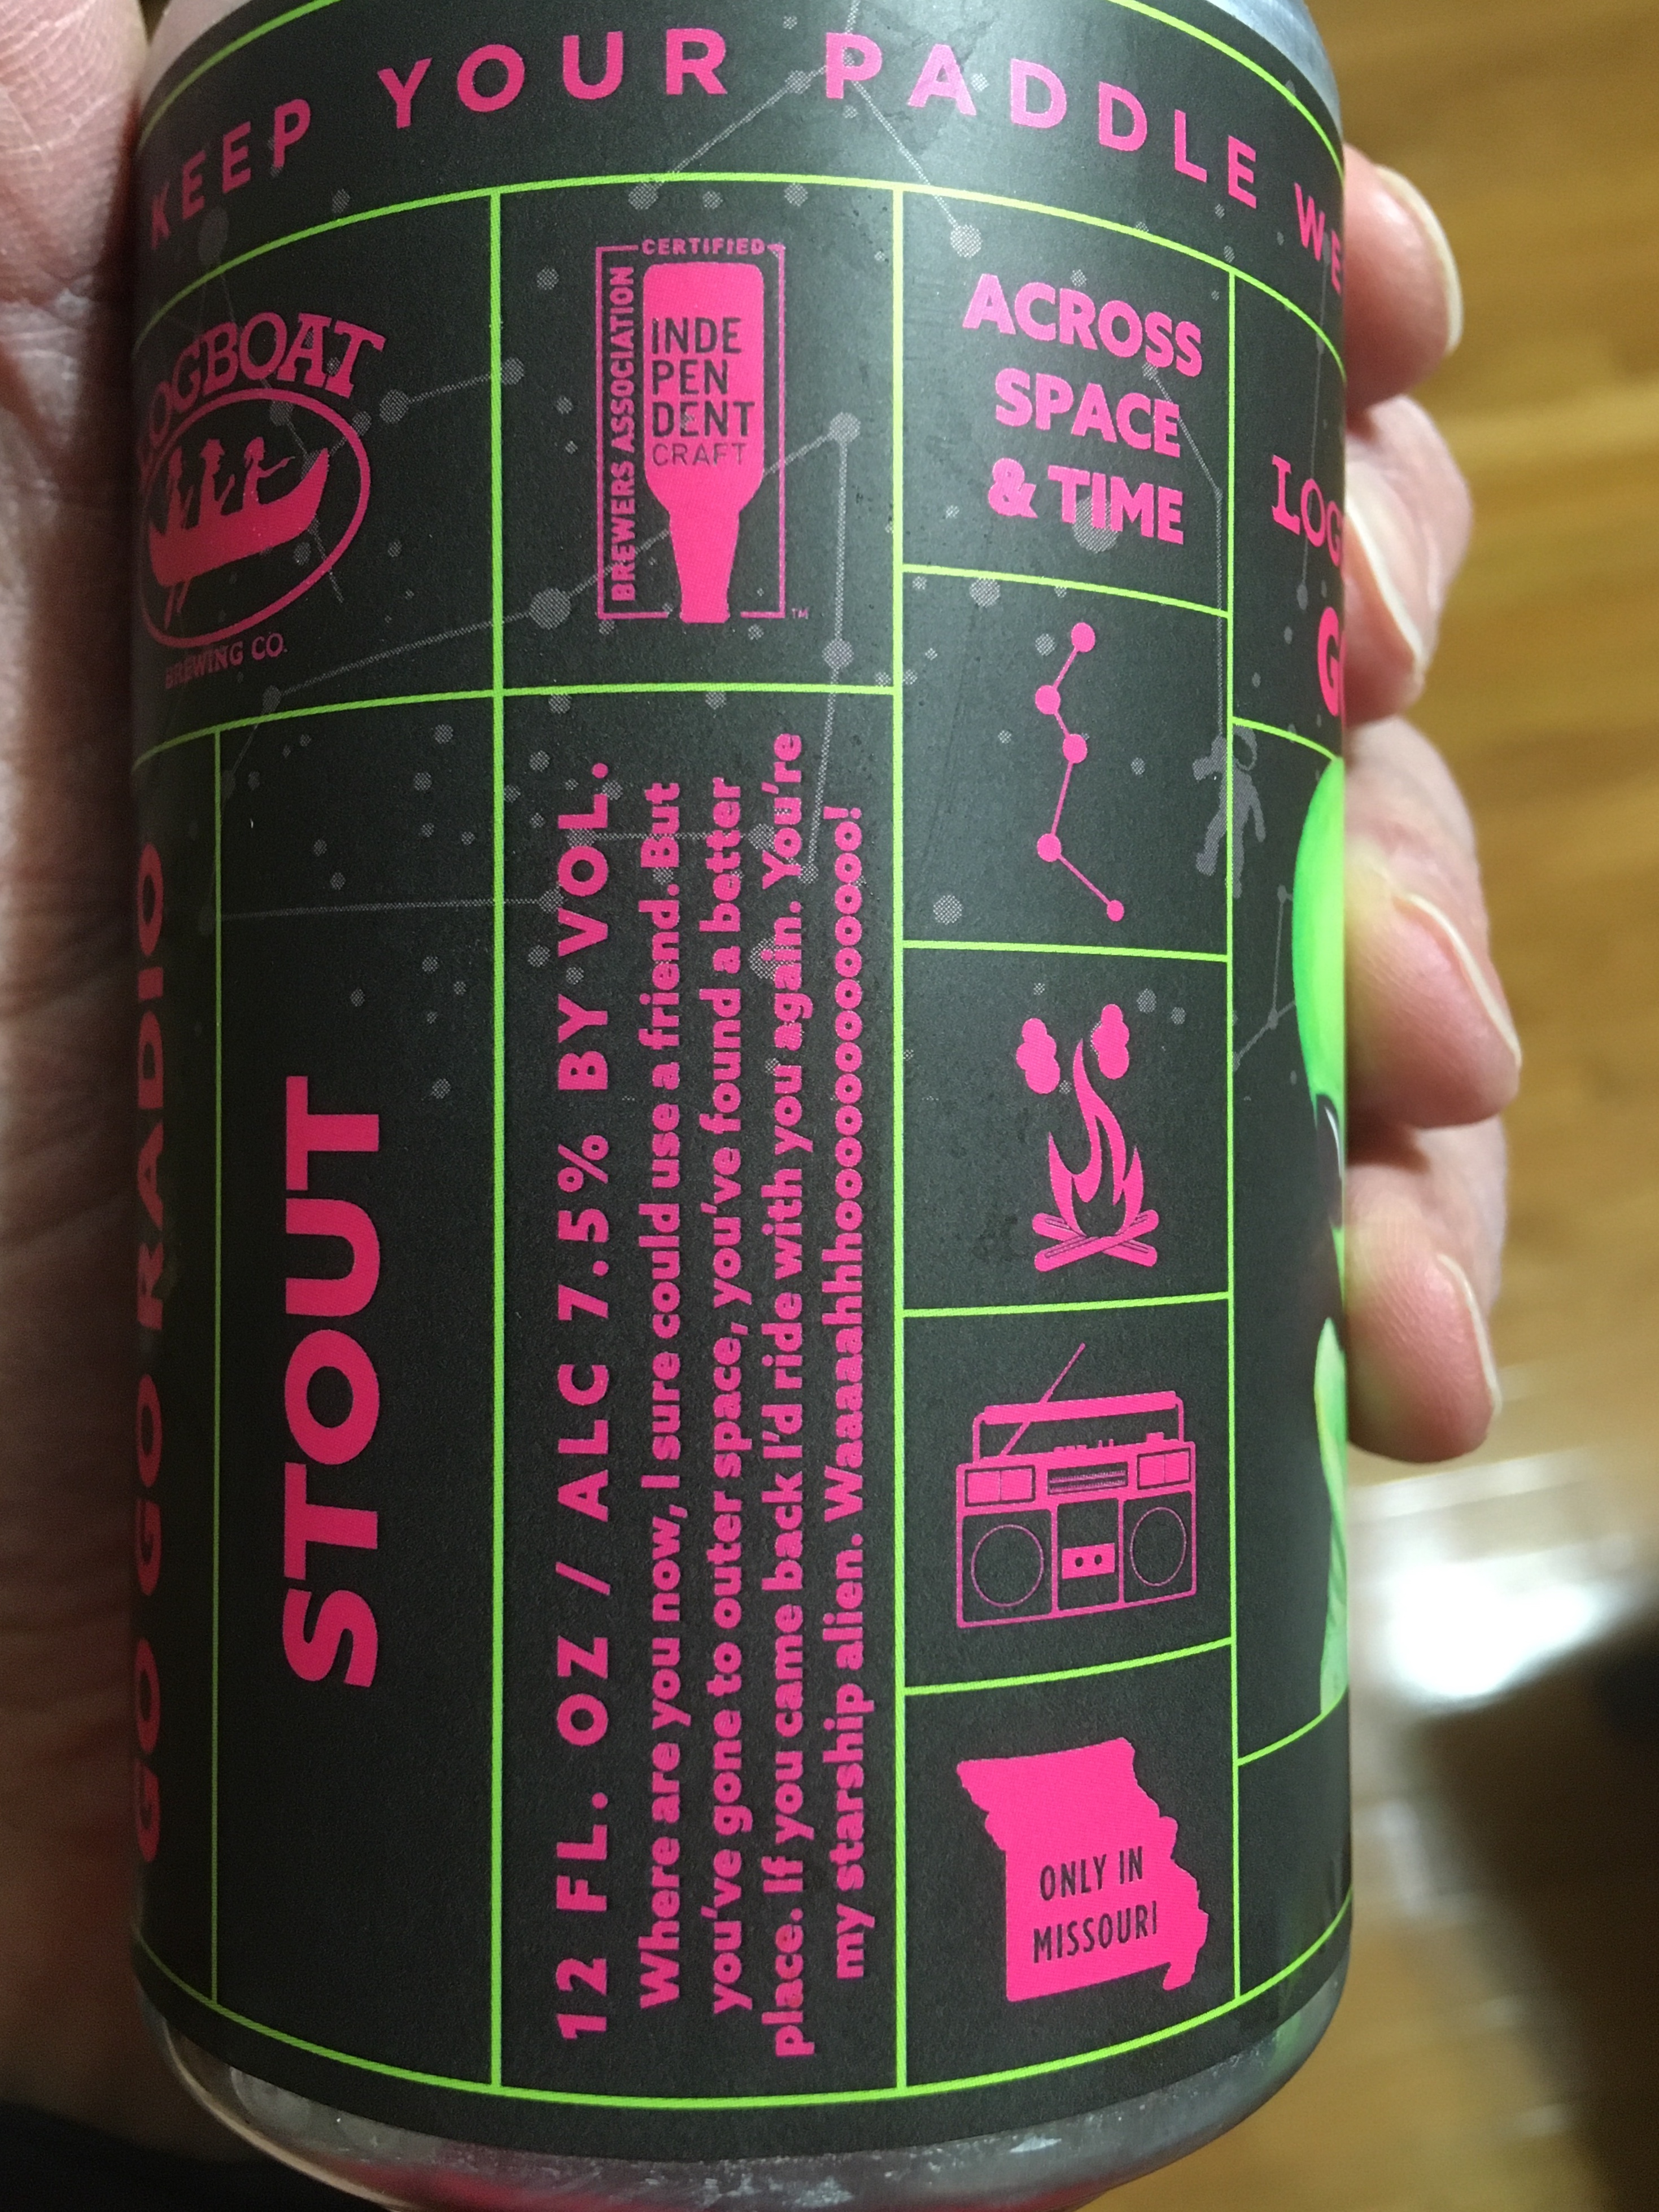 KEEP YOUR PADDLE
LOGBOAT
BREWING CO.
GO GO RADIO
STOUT
CERTIFIED
BREWERS ASSOCIATION
INDE
PEN
DENT
CRAFT
TM
12 FL. OZ / ALC 7.5% BY VOL.
Where are you now, I sure could use a friend. But
you've gone to outer space, you've found a better
place. If you came back I'd ride with you again. You're
my starship alien. Waaaaaahhhhoooooooooooooooo!
ACROSS
SPACE
& TIME
ONLY IN
MISSOURI